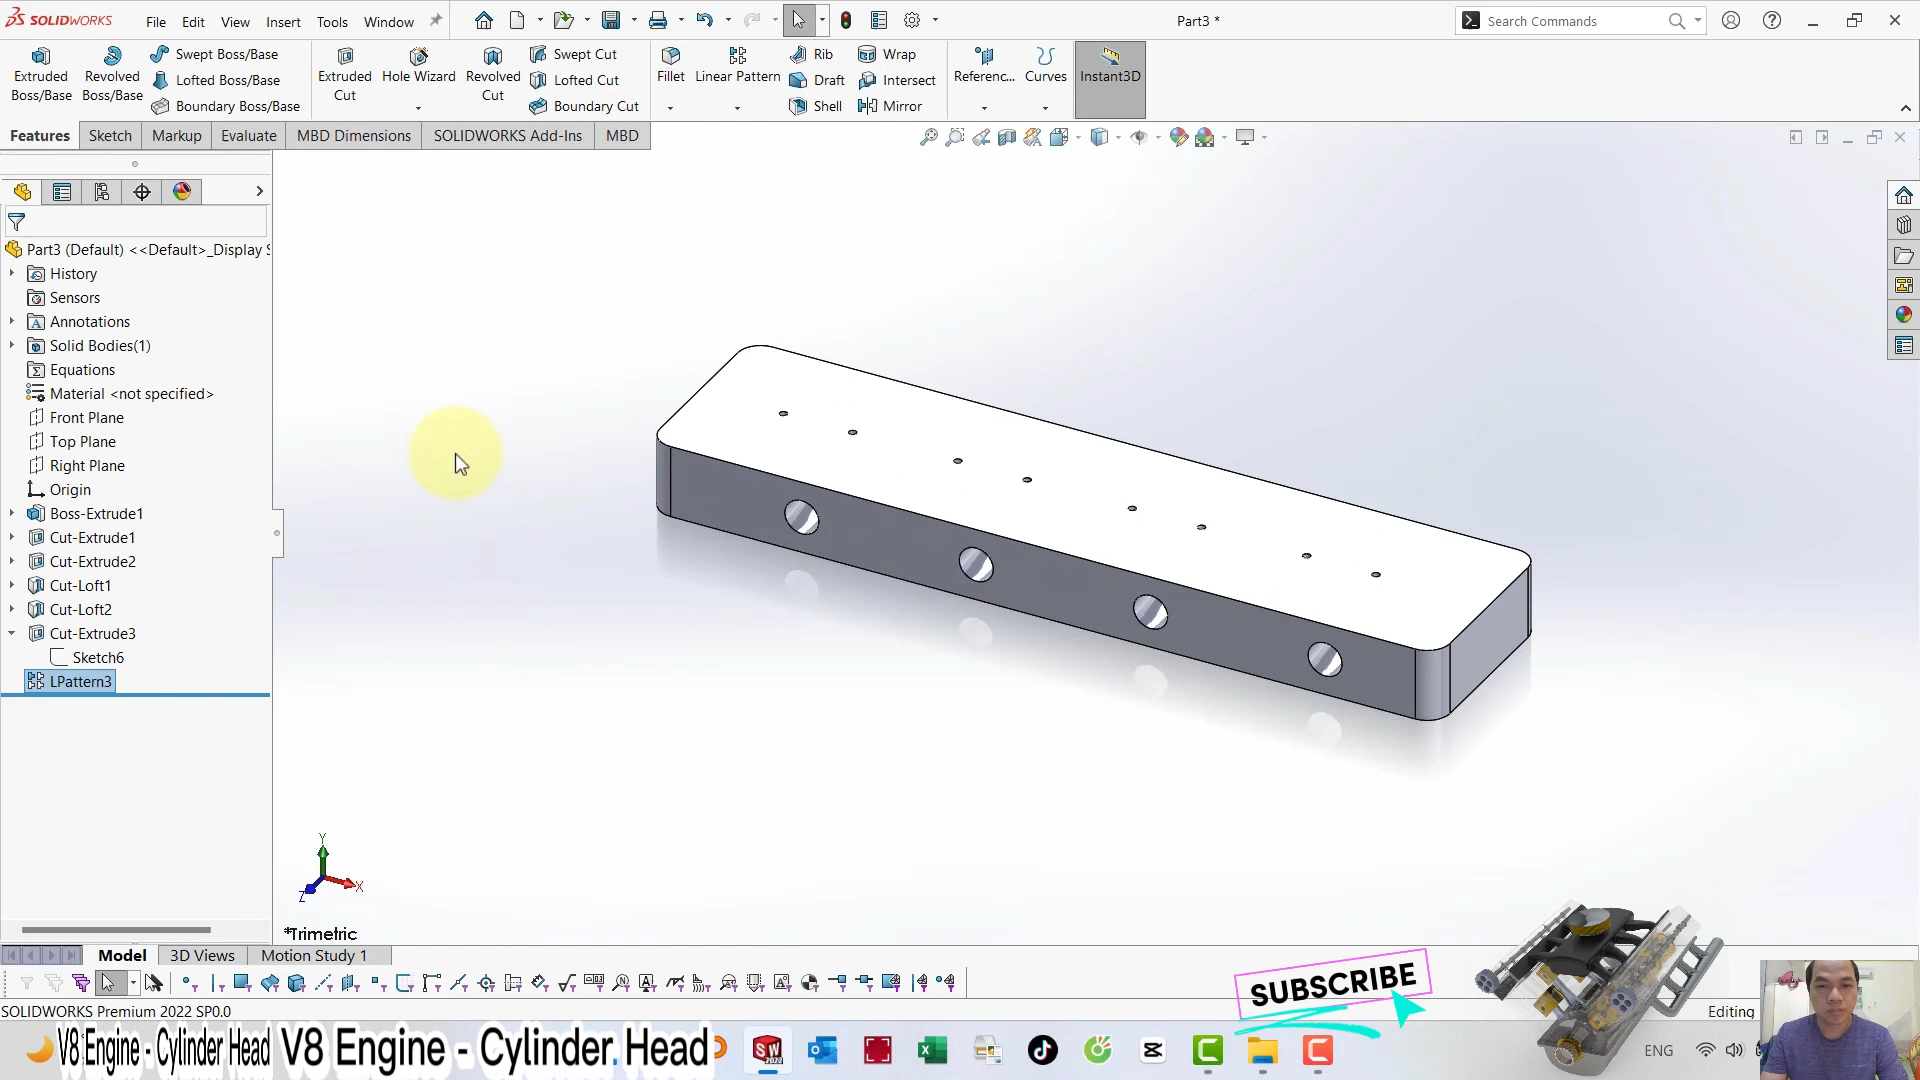 SOLIDWORKS
File
Edit
View
Insert
Tools
Window
Part3 *
Search Commands
Extruded Boss/Base
Revolved Boss/Base
Swept Boss/Base
Lofted Boss/Base
Boundary Boss/Base
Extruded Cut
Hole Wizard
Revolved Cut
Swept Cut
Lofted Cut
Boundary Cut
Fillet
Linear Pattern
Rib
Draft
Shell
Wrap
Intersect
Mirror
Referenc...
Curves
Instant3D
Features
Sketch
Markup
Evaluate
MBD Dimensions
SOLIDWORKS Add-Ins
MBD
Part3 (Default) <<Default>_Display S
History
Sensors
Annotations
Solid Bodies(1)
Equations
Material <not specified>
Front Plane
Top Plane
Right Plane
Origin
Boss-Extrude1
Cut-Extrude1
Cut-Extrude2
Cut-Loft1
Cut-Loft2
Cut-Extrude3
Sketch6
LPattern3
Y
X
Z
*Trimetric
Model
3D Views
Motion Study 1
SOLIDWORKS Premium 2022 SP0.0
Editing
SUBSCRIBE
V8 Engine - Cylinder Head
V8 Engine - Cylinder Head
SW
2022
ENG